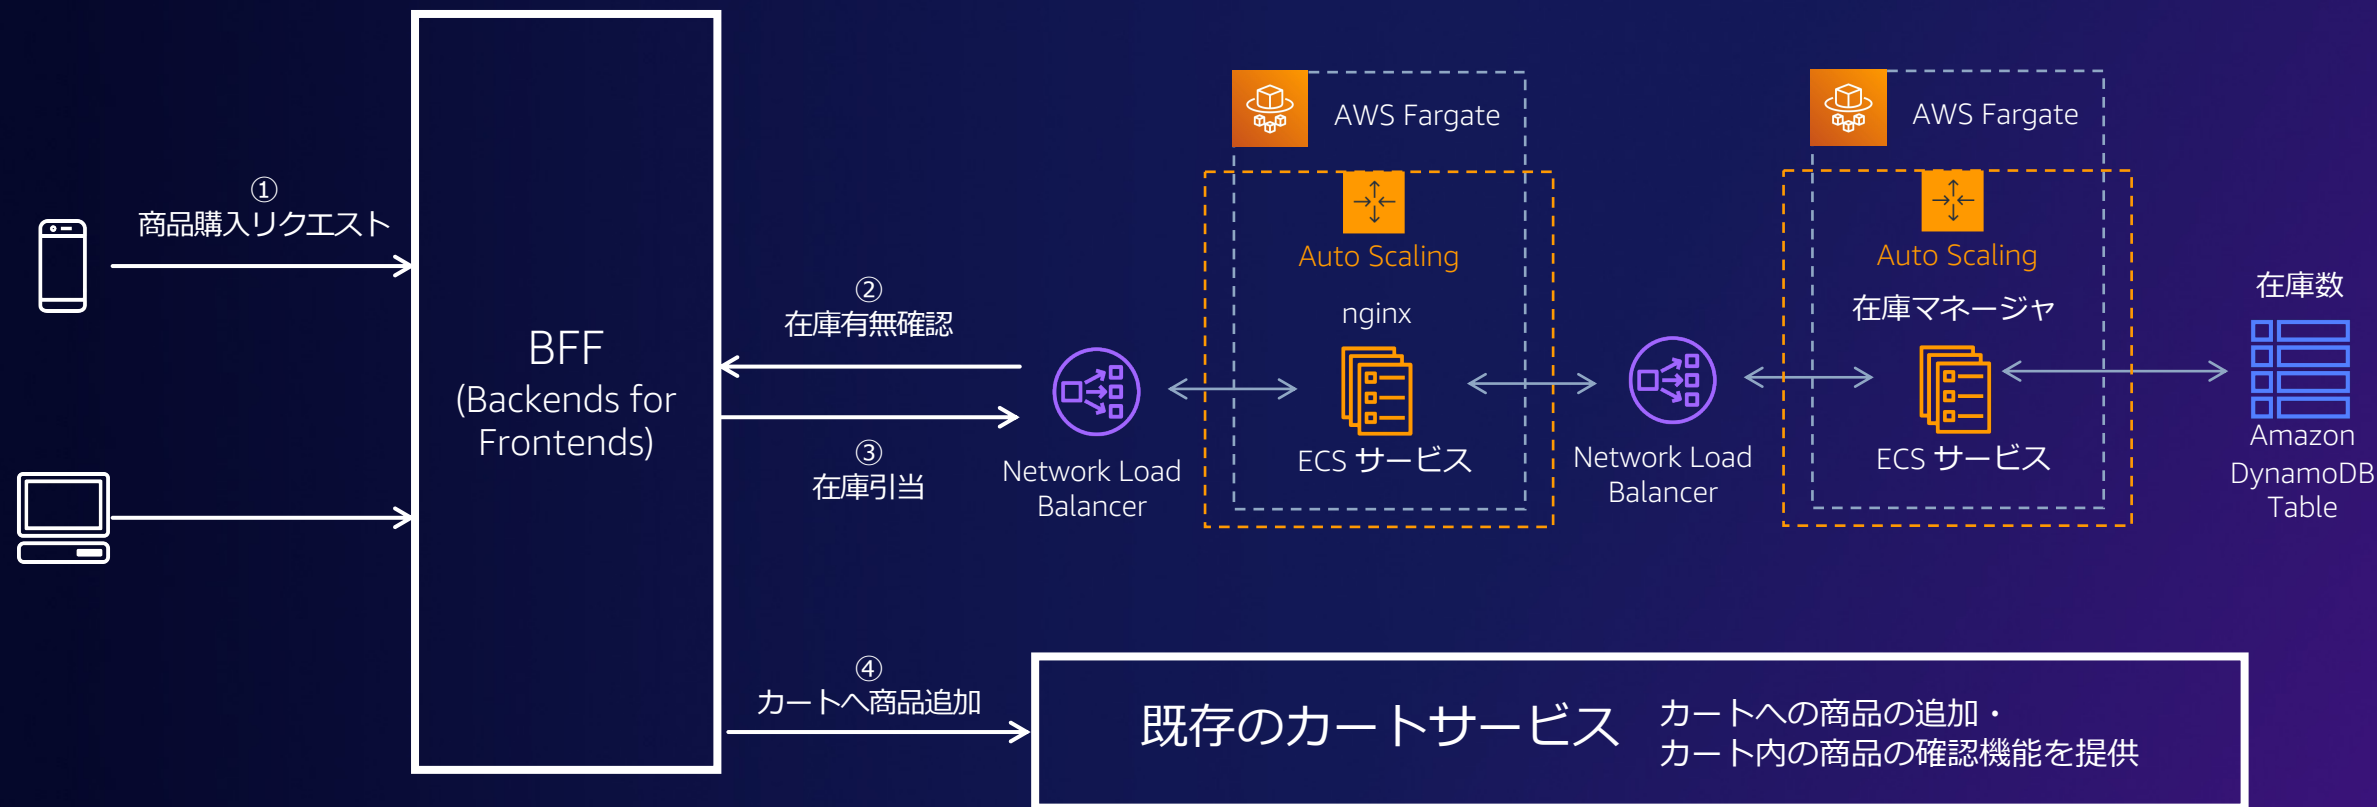 ①
商品購入リクエスト
BFF
(Backends for
Frontends)
②
在庫有無確認
③
在庫引当
Network Load
Balancer
AWS Fargate
Auto Scaling
nginx
ECS サービス
Network Load
Balancer
AWS Fargate
Auto Scaling
在庫マネージャ
ECS サービス
在庫数
Amazon
DynamoDB
Table
④
カートへ商品追加
既存のカートサービス
カートへの商品の追加・
カート内の商品の確認機能を提供